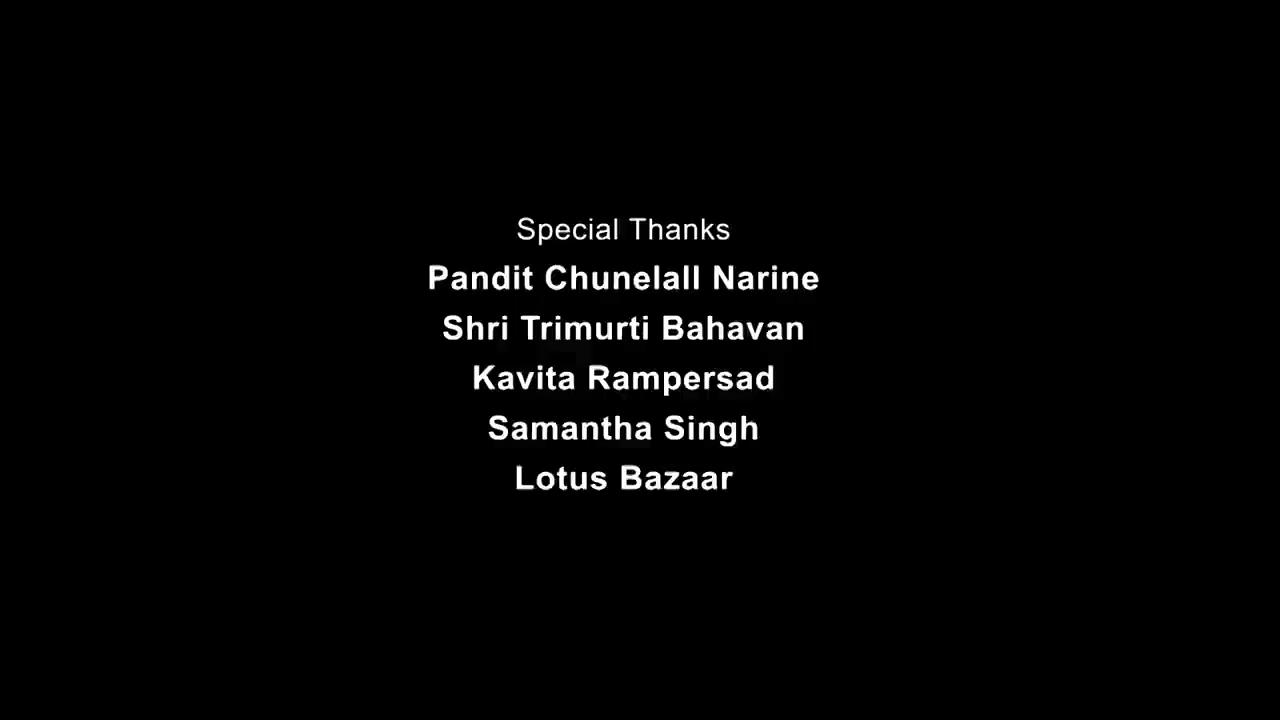 Special Thanks
Pandit Chunelall Narine
Shri Trimurti Bahavan
Kavita Rampersad
Samantha Singh
Lotus Bazaar